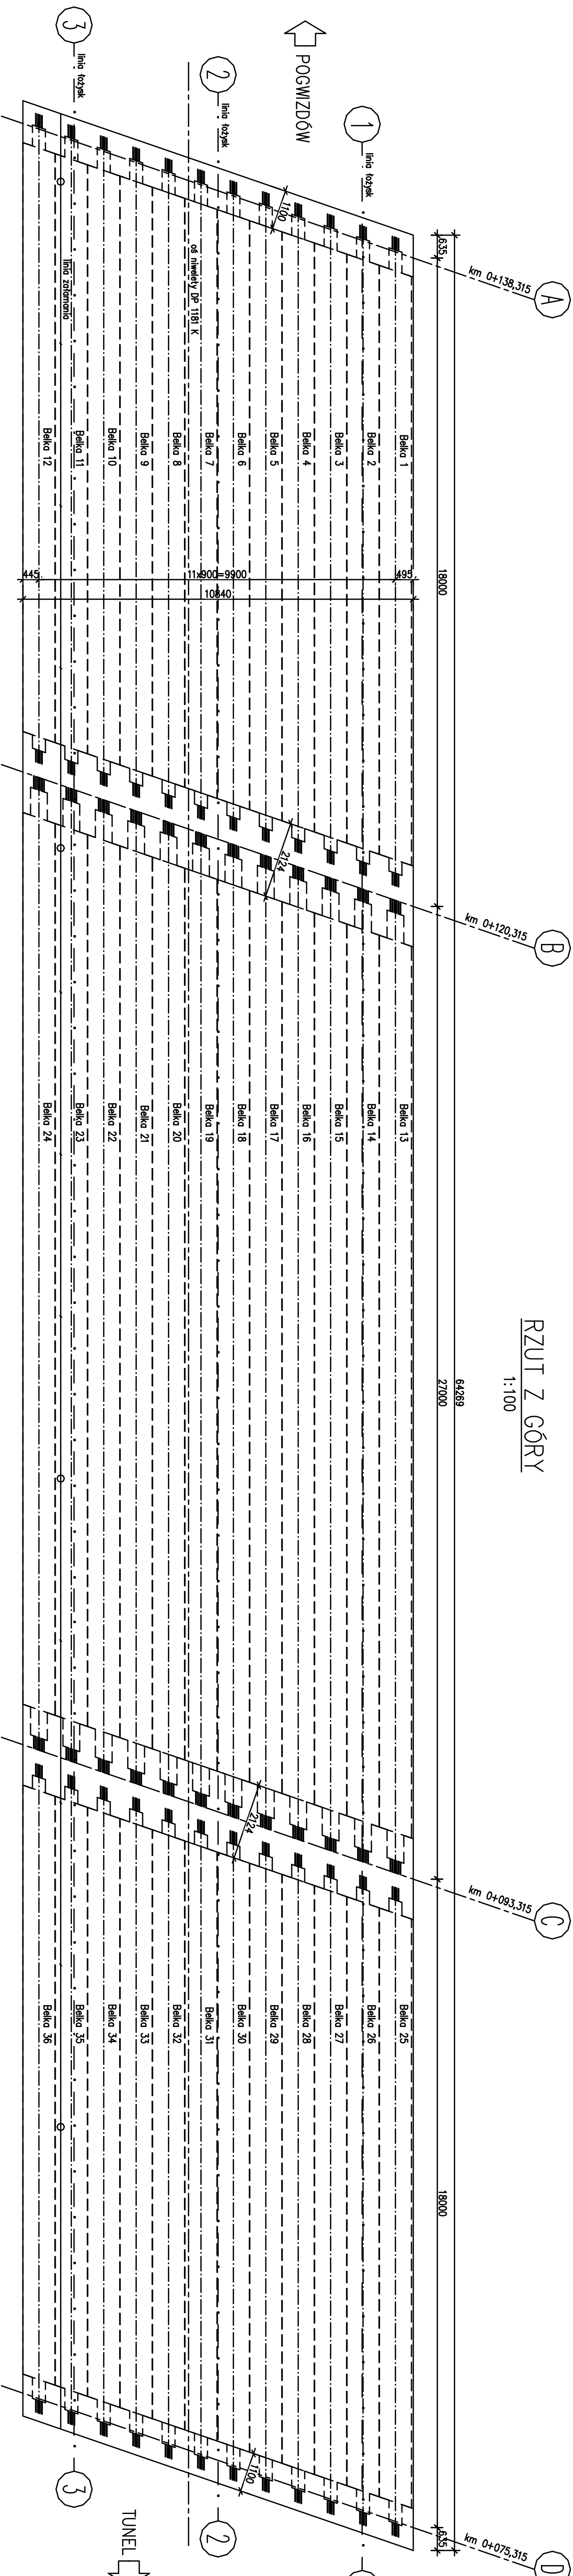 RZUT Z GÓRY
1:100
64269
635
18000
27000
18000
635
A
km 0+138,315
B
km 0+120,315
C
km 0+093,315
D
km 0+075,315
POGWIZDÓW
TUNEL
1
linia łożysk
2
linia łożysk
3
linia łożysk
2
3
oś niwelety DP 1181 K
linia załamania
1100
2124
2124
1100
495
11x900=9900
10840
445
Belka 1
Belka 2
Belka 3
Belka 4
Belka 5
Belka 6
Belka 7
Belka 8
Belka 9
Belka 10
Belka 11
Belka 12
Belka 13
Belka 14
Belka 15
Belka 16
Belka 17
Belka 18
Belka 19
Belka 20
Belka 21
Belka 22
Belka 23
Belka 24
Belka 25
Belka 26
Belka 27
Belka 28
Belka 29
Belka 30
Belka 31
Belka 32
Belka 33
Belka 34
Belka 35
Belka 36